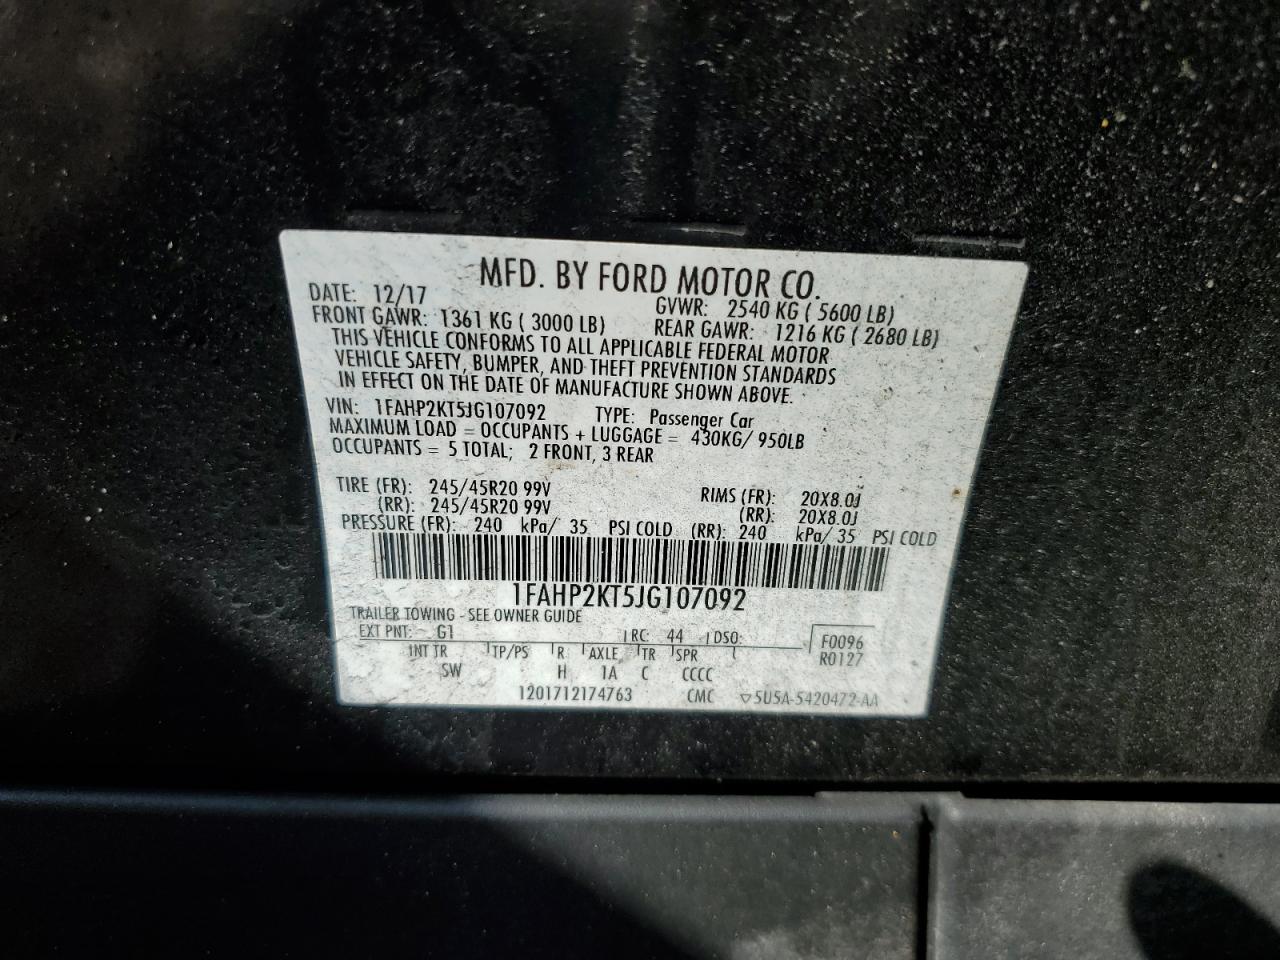 MFD. BY FORD MOTOR CO.
DATE: 12/17 GVWR: 2540 KG ( 5600 LB)
FRONT GAWR: 1361 KG ( 3000 LB) REAR GAWR: 1216 KG ( 2680 LB)
THIS VEHICLE CONFORMS TO ALL APPLICABLE FEDERAL MOTOR
VEHICLE SAFETY, BUMPER, AND THEFT PREVENTION STANDARDS
IN EFFECT ON THE DATE OF MANUFACTURE SHOWN ABOVE.
VIN: 1FAHP2KT5JG107092 TYPE: Passenger Car
MAXIMUM LOAD = OCCUPANTS + LUGGAGE = 430KG/ 950LB
OCCUPANTS = 5 TOTAL; 2 FRONT, 3 REAR
TIRE (FR): 245/45R20 99V RIMS (FR): 20X8.0J
(RR): 245/45R20 99V (RR): 20X8.0J
PRESSURE (FR): 240 kPa/ 35 PSI COLD (RR): 240 kPa/ 35 PSI COLD
1FAHP2KT5JG107092
TRAILER TOWING - SEE OWNER GUIDE
EXT PNT: G1 RC: 44 DSO: F0096
INT TR TP/PS R AXLE TR SPR R0127
SW H 1A C CCCC
1201712174763 CMC ▽5U5A-5420472-AA